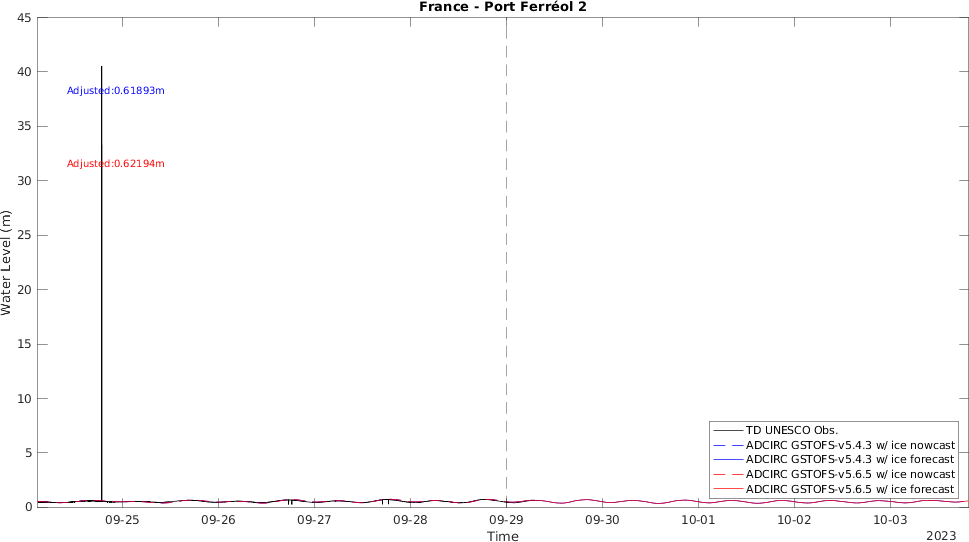 France - Port Ferréol 2
45
40
35
30
25
20
15
10
5
0
Water Level (m)
Adjusted:0.61893m
Adjusted:0.62194m
TD UNESCO Obs.
ADCIRC GSTOFS-v5.4.3 w/ ice nowcast
ADCIRC GSTOFS-v5.4.3 w/ ice forecast
ADCIRC GSTOFS-v5.6.5 w/ ice nowcast
ADCIRC GSTOFS-v5.6.5 w/ ice forecast
09-25 09-26 09-27 09-28 09-29 09-30 10-01 10-02 10-03
Time
2023